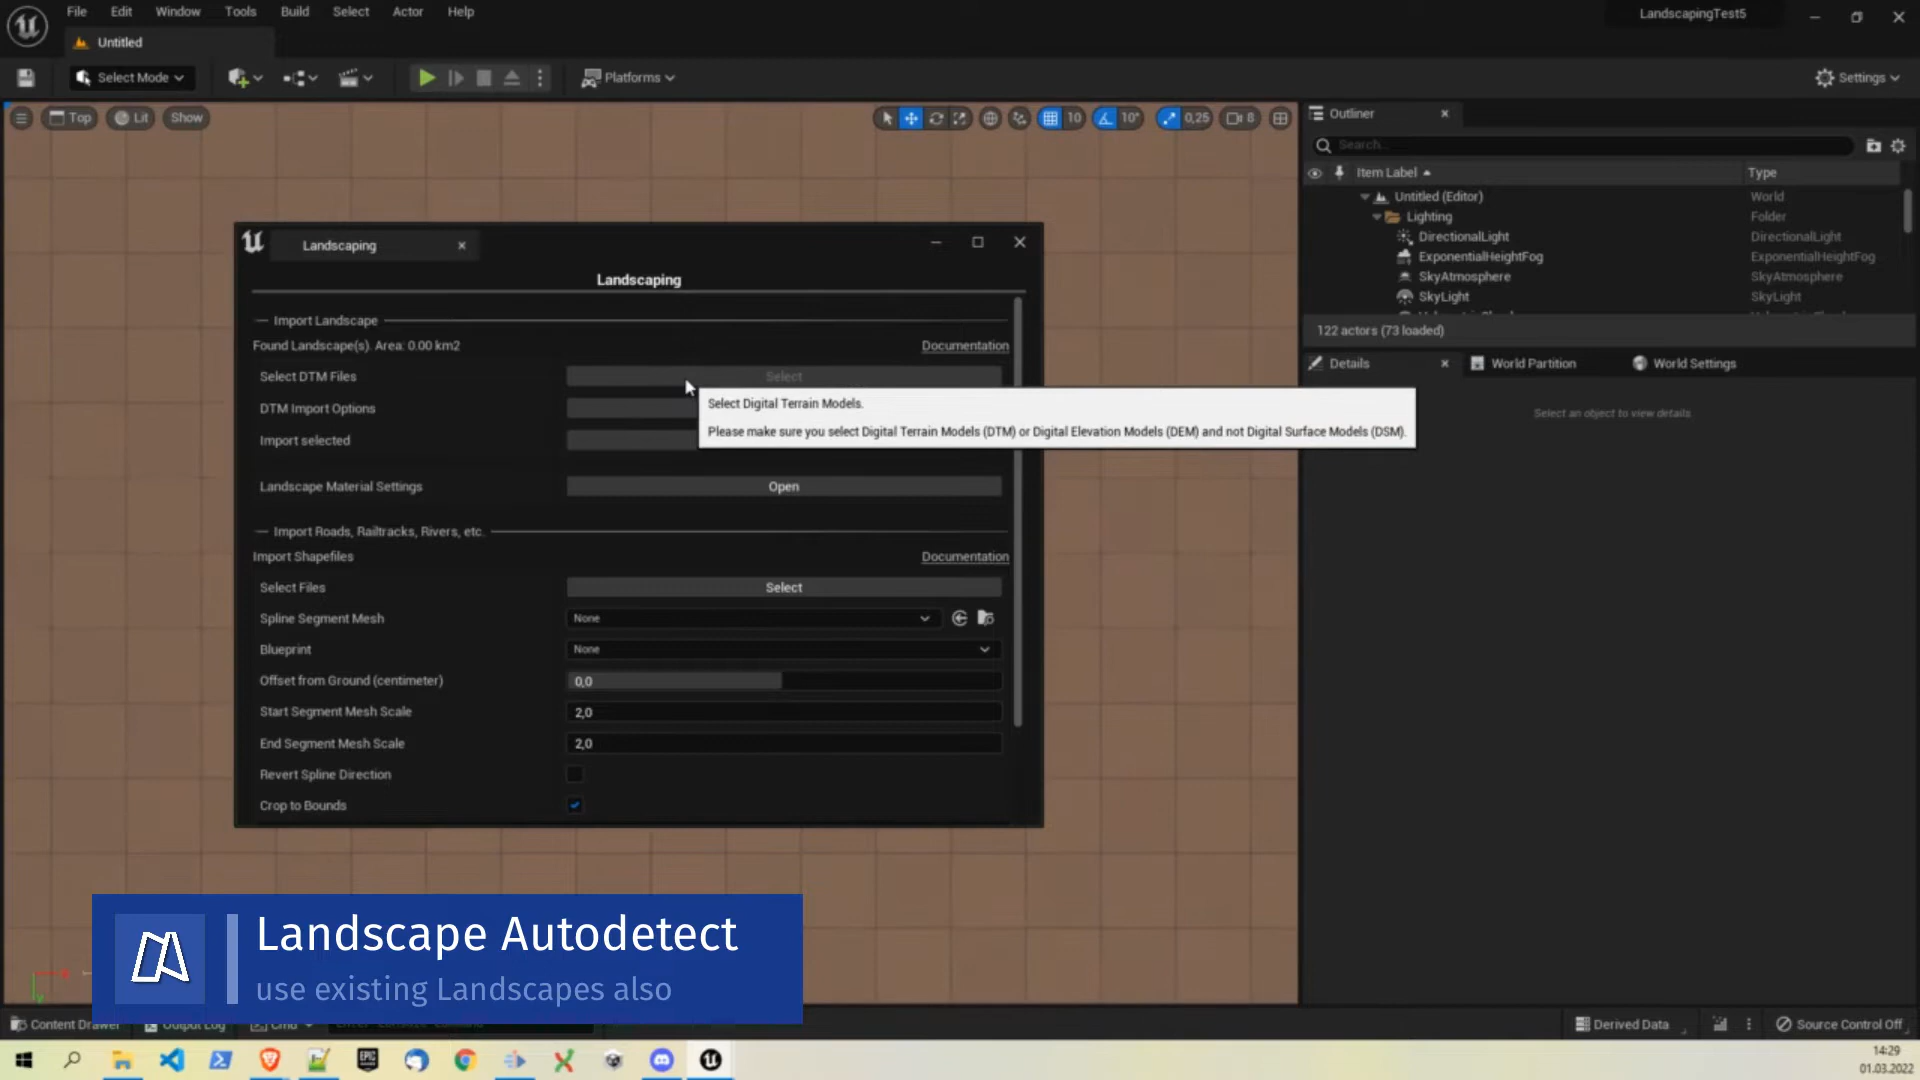 File Edit Window Tools Build Select Actor Help
LandscapingTest5
Untitled
Select Mode
Platforms
Settings
Top Lit Show
10 10° 0,25 8
Outliner
Search...
Item Label Type
Untitled (Editor) World
Lighting Folder
DirectionalLight DirectionalLight
ExponentialHeightFog ExponentialHeightFog
SkyAtmosphere SkyAtmosphere
SkyLight SkyLight
122 actors (73 loaded)
Details World Partition World Settings
Select an object to view details
Landscaping
Landscaping
Import Landscape
Found Landscape(s). Area: 0.00 km2 Documentation
Select DTM Files Select
DTM Import Options
Import selected
Select Digital Terrain Models.
Please make sure you select Digital Terrain Models (DTM) or Digital Elevation Models (DEM) and not Digital Surface Models (DSM).
Landscape Material Settings Open
Import Roads, Railtracks, Rivers, etc.
Import Shapefiles Documentation
Select Files Select
Spline Segment Mesh None
Blueprint None
Offset from Ground (centimeter) 0,0
Start Segment Mesh Scale 2,0
End Segment Mesh Scale 2,0
Revert Spline Direction
Crop to Bounds
Landscape Autodetect
use existing Landscapes also
Content Drawer Output Log Cmd
Derived Data Source Control Off
EPIC
14:29
01.03.2022